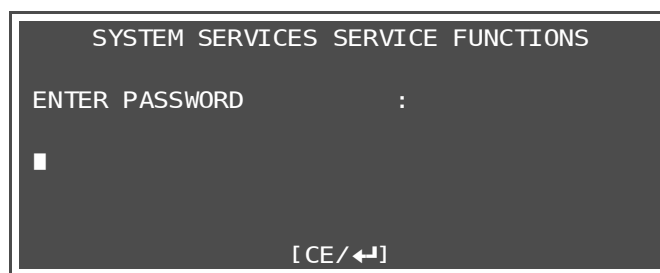 SYSTEM SERVICES SERVICE FUNCTIONS
ENTER PASSWORD :
[CE/↵]